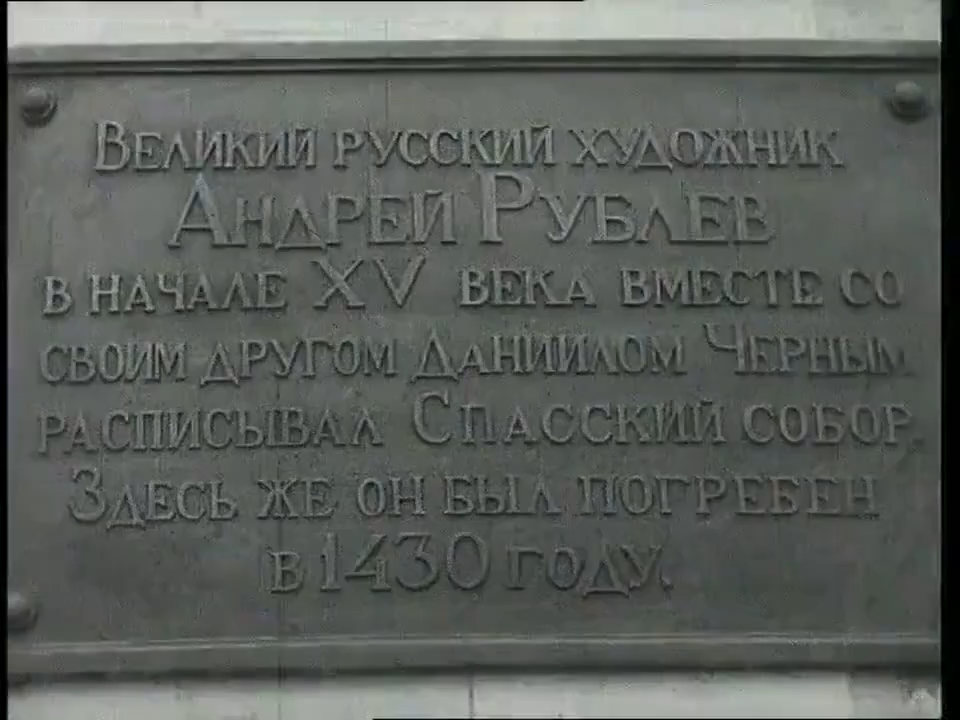 Великий русский художник
Андрей Рублев
в начале XV века вместе со
своим другом Даниилом Черным
расписывал Спасский собор.
Здесь же он был погребен
в 1430 году.